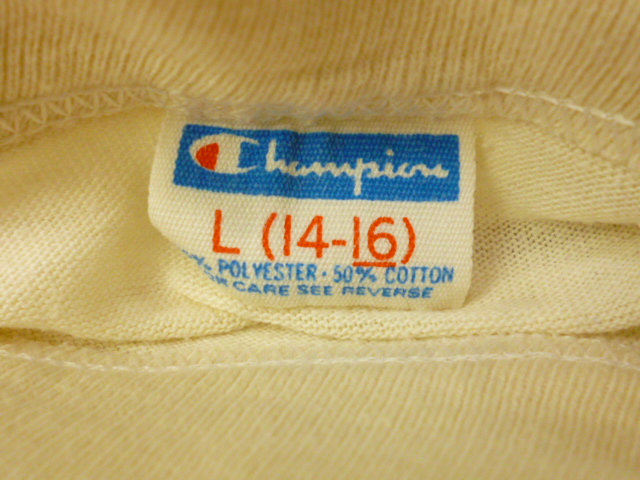 Champion
L (14-16)
% POLYESTER · 50% COTTON
CARE SEE REVERSE